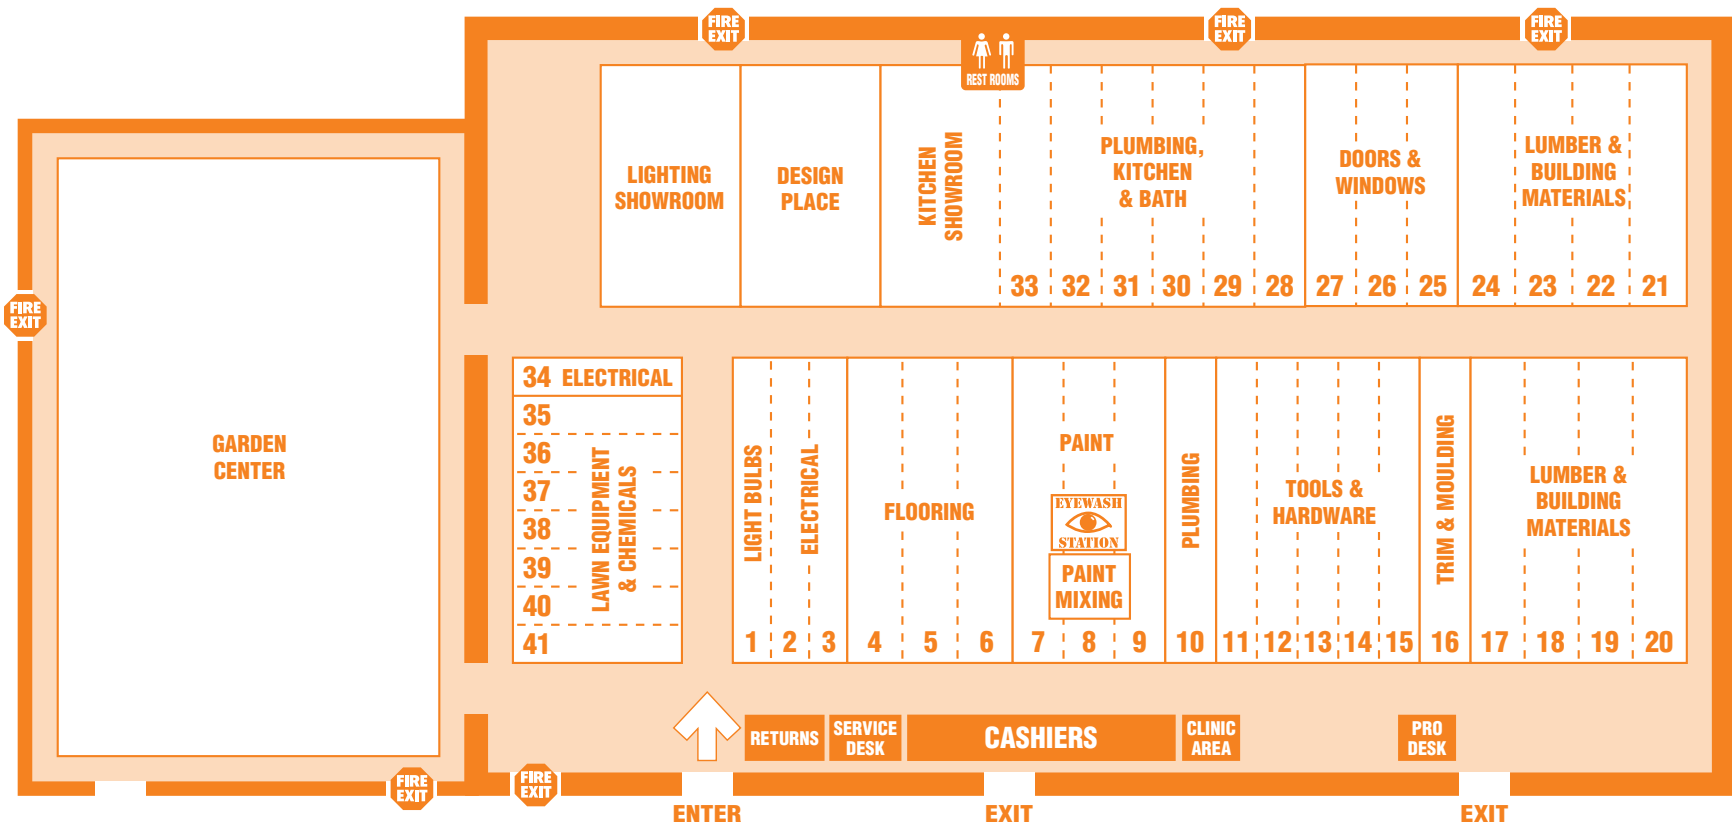 FIRE
EXIT
FIRE
EXIT
FIRE
EXIT
REST ROOMS
LIGHTING
SHOWROOM
DESIGN
PLACE
KITCHEN
SHOWROOM
PLUMBING,
KITCHEN
& BATH
DOORS &
WINDOWS
LUMBER &
BUILDING
MATERIALS
33 32 31 30 29 28 27 26 25 24 23 22 21
FIRE
EXIT
GARDEN
CENTER
34 ELECTRICAL
35
36
37
38
39
40
41
LAWN EQUIPMENT
& CHEMICALS
LIGHT BULBS
ELECTRICAL
FLOORING
PAINT
EYEWASH
STATION
PAINT
MIXING
PLUMBING
TOOLS &
HARDWARE
TRIM & MOULDING
LUMBER &
BUILDING
MATERIALS
1 2 3 4 5 6 7 8 9 10 11 12 13 14 15 16 17 18 19 20
RETURNS
SERVICE
DESK
CASHIERS
CLINIC
AREA
PRO
DESK
FIRE
EXIT
FIRE
EXIT
ENTER
EXIT
EXIT